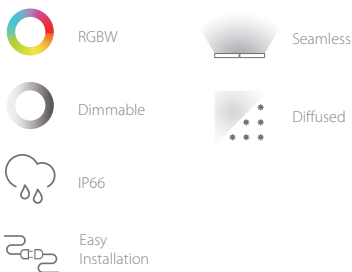 RGBW
Dimmable
IP66
Easy
Installation
Seamless
Diffused